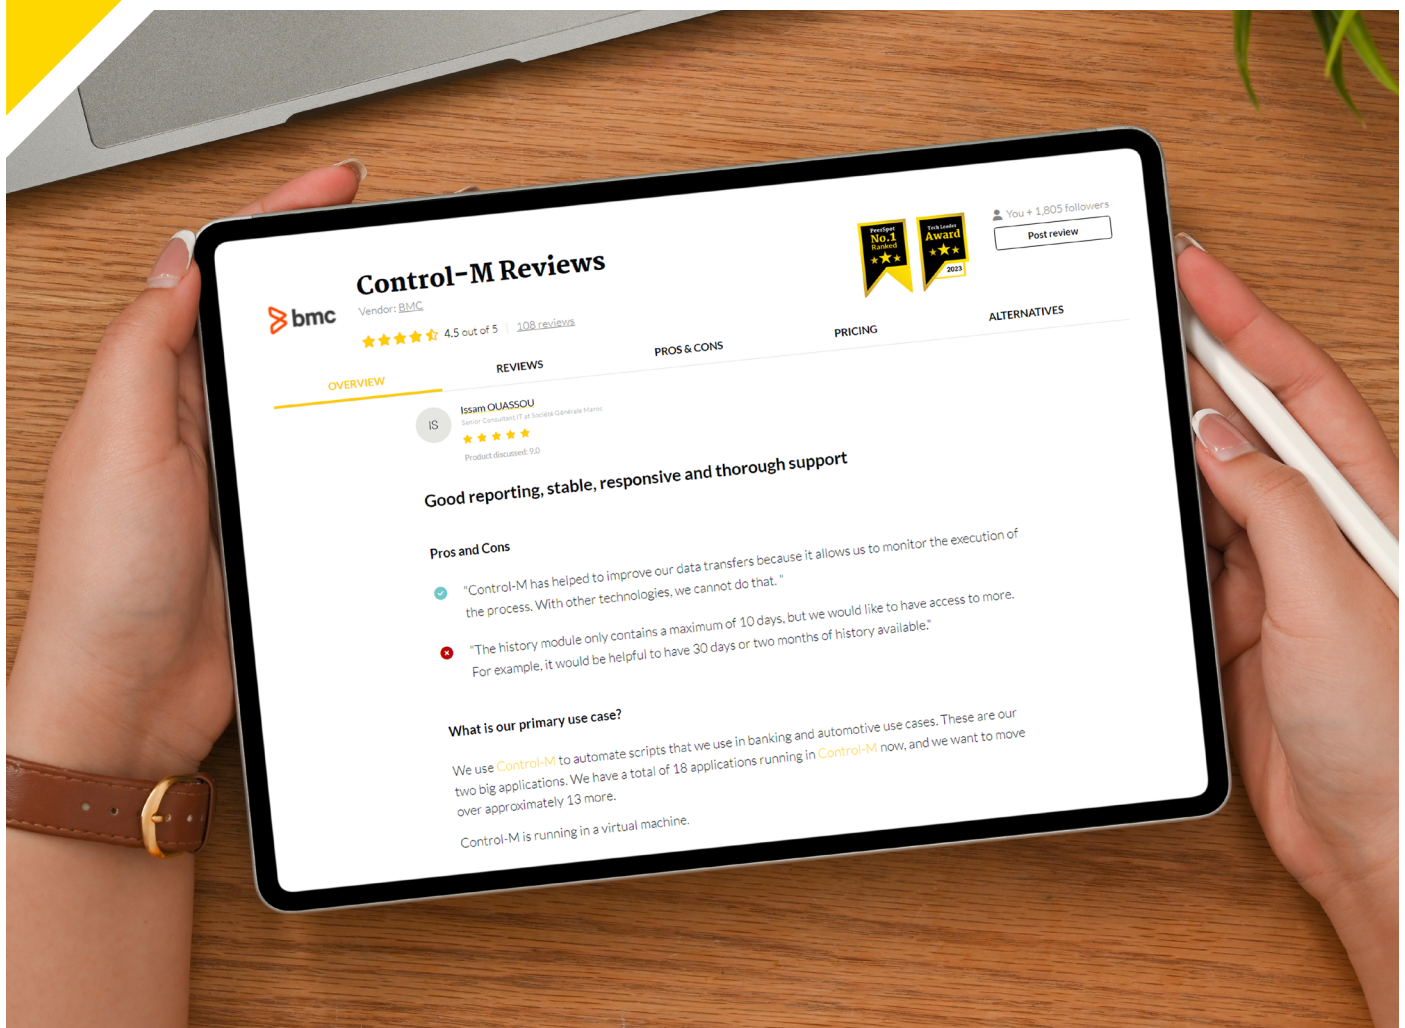 PeerSpot
No.1
Ranked
Tech Leader
Award
2023
You + 1,805 followers
Post review
Control-M Reviews
bmc
Vendor: BMC
4.5 out of 5 | 108 reviews
OVERVIEW
REVIEWS
PROS & CONS
PRICING
ALTERNATIVES
IS
Issam OUASSOU
Senior Consultant IT at Société Générale Maroc
Product discussed: 9.0
Good reporting, stable, responsive and thorough support
Pros and Cons
"Control-M has helped to improve our data transfers because it allows us to monitor the execution of
the process. With other technologies, we cannot do that. "
"The history module only contains a maximum of 10 days, but we would like to have access to more.
For example, it would be helpful to have 30 days or two months of history available."
What is our primary use case?
We use Control-M to automate scripts that we use in banking and automotive use cases. These are our
two big applications. We have a total of 18 applications running in Control-M now, and we want to move
over approximately 13 more.
Control-M is running in a virtual machine.